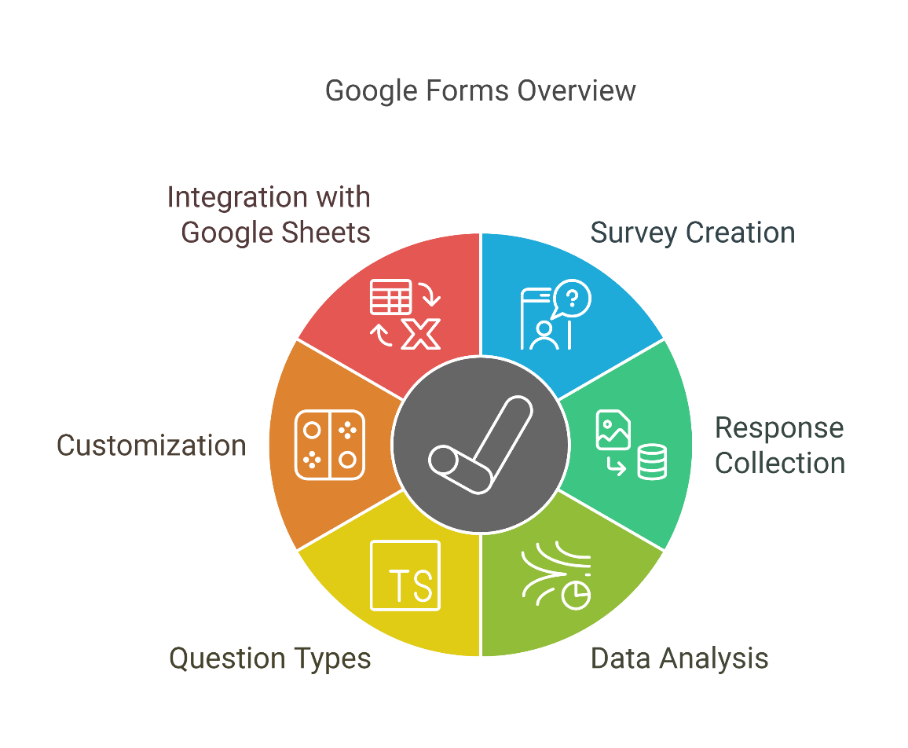 Google Forms Overview
Integration with
Google Sheets
Survey Creation
Customization
Response
Collection
TS
Question Types
Data Analysis
?